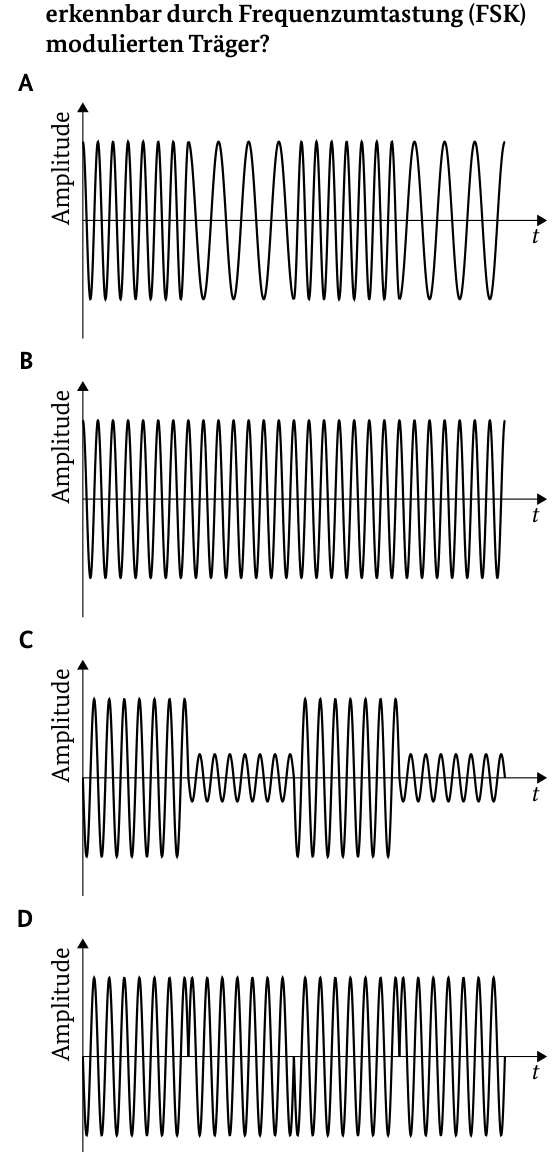 erkennbar durch Frequenzumtastung (FSK)
modulierten Träger?
A
Amplitude
t
B
Amplitude
t
C
Amplitude
t
D
Amplitude
t